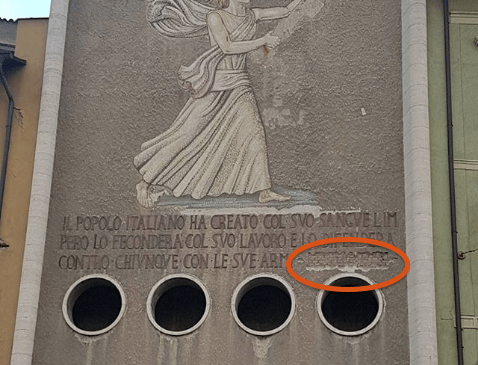 IL POPOLO ITALIANO HA CREATO COL SVO SANGVE L'IM
PERO LO FECONDERA COL SVO LAVORO E LO DIFENDERA
CONTRO CHIVNQVE CON LE SVE ARMI